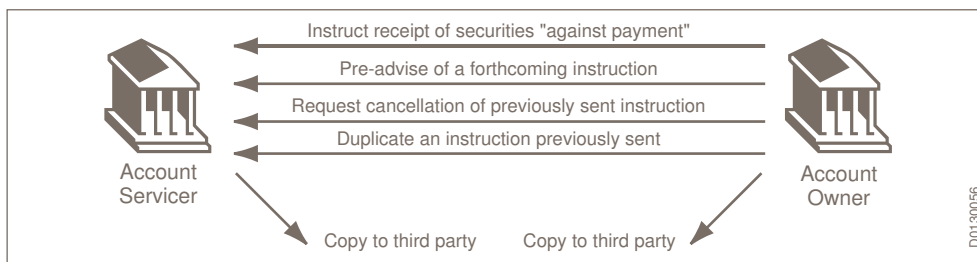 Instruct receipt of securities "against payment"
Pre-advise of a forthcoming instruction
Request cancellation of previously sent instruction
Duplicate an instruction previously sent
Account
Servicer
Account
Owner
Copy to third party
Copy to third party
D0130056